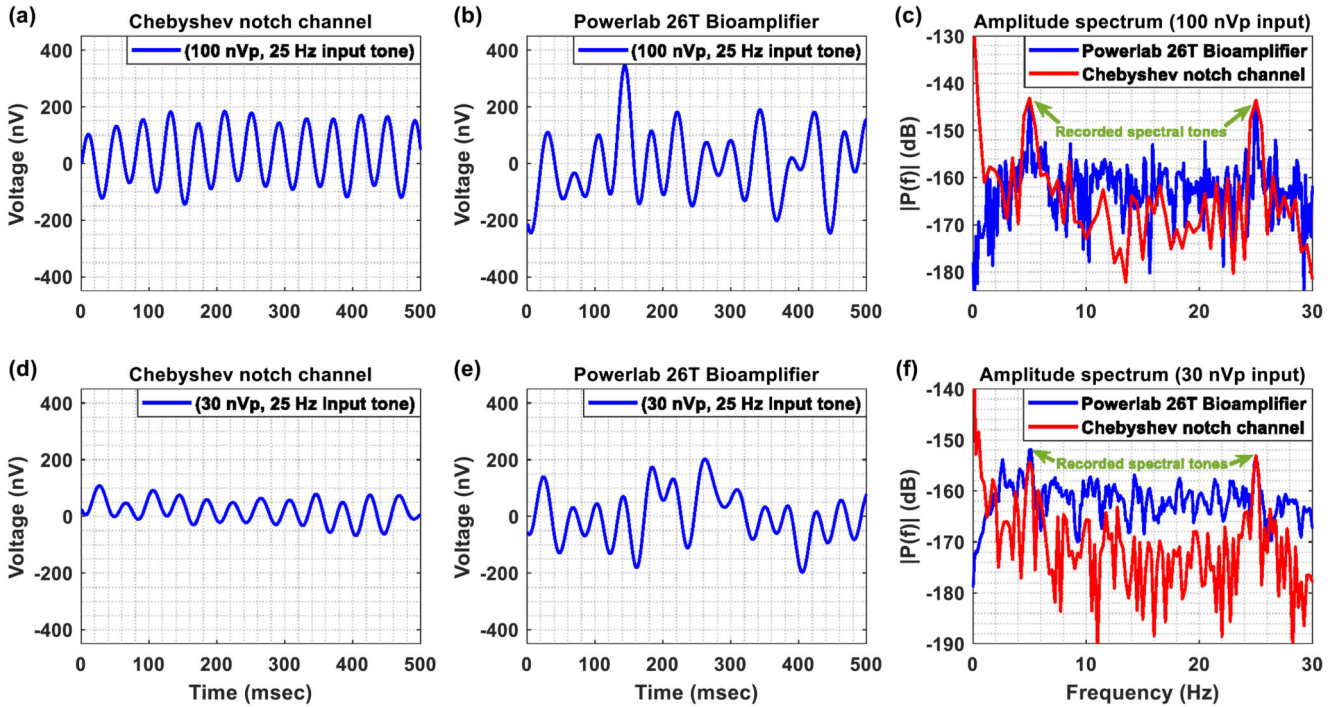 (a) Chebyshev notch channel
(100 nVp, 25 Hz input tone)
Voltage (nV)
400
200
0
-200
-400
0 100 200 300 400 500
(b) Powerlab 26T Bioamplifier
(100 nVp, 25 Hz input tone)
Voltage (nV)
400
200
0
-200
-400
0 100 200 300 400 500
(c) Amplitude spectrum (100 nVp input)
Powerlab 26T Bioamplifier
Chebyshev notch channel
Recorded spectral tones
|P(f)| (dB)
-130
-140
-150
-160
-170
-180
0 10 20 30
(d) Chebyshev notch channel
(30 nVp, 25 Hz input tone)
Voltage (nV)
400
200
0
-200
-400
0 100 200 300 400 500
Time (msec)
(e) Powerlab 26T Bioamplifier
(30 nVp, 25 Hz input tone)
Voltage (nV)
400
200
0
-200
-400
0 100 200 300 400 500
Time (msec)
(f) Amplitude spectrum (30 nVp input)
Powerlab 26T Bioamplifier
Chebyshev notch channel
Recorded spectral tones
|P(f)| (dB)
-140
-150
-160
-170
-180
-190
0 10 20 30
Frequency (Hz)